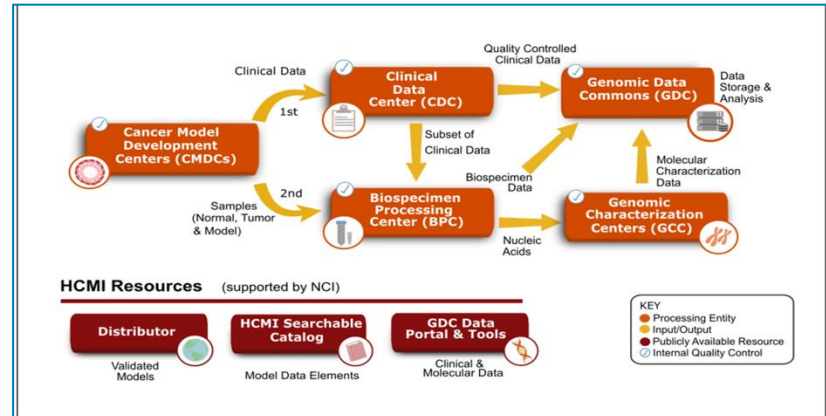 Clinical Data
1st
Clinical
Data
Center (CDC)
Quality Controlled
Clinical Data
Genomic Data
Commons (GDC)
Data
Storage &
Analysis
Cancer Model
Development
Centers (CMDCs)
Subset of
Clinical Data
Biospecimen
Data
Molecular
Characterization
Data
2nd
Samples
(Normal, Tumor
& Model)
Biospecimen
Processing
Center (BPC)
Nucleic
Acids
Genomic
Characterization
Centers (GCC)
HCMI Resources (supported by NCI)
Distributor
Validated
Models
HCMI Searchable
Catalog
Model Data Elements
GDC Data
Portal & Tools
Clinical &
Molecular Data
KEY
Processing Entity
Input/Output
Publicly Available Resource
Internal Quality Control